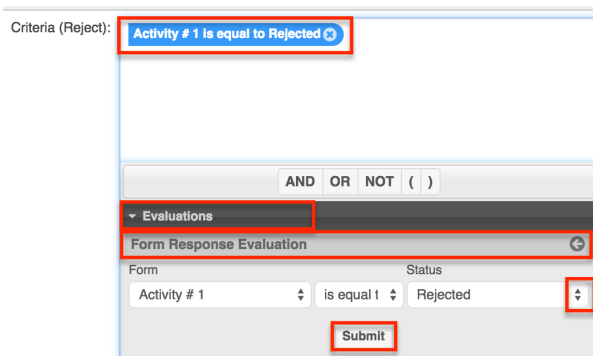 Criteria (Reject):
Activity # 1 is equal to Rejected
AND OR NOT ( )
Evaluations
Form Response Evaluation
Form Status
Activity # 1 is equal t Rejected
Submit